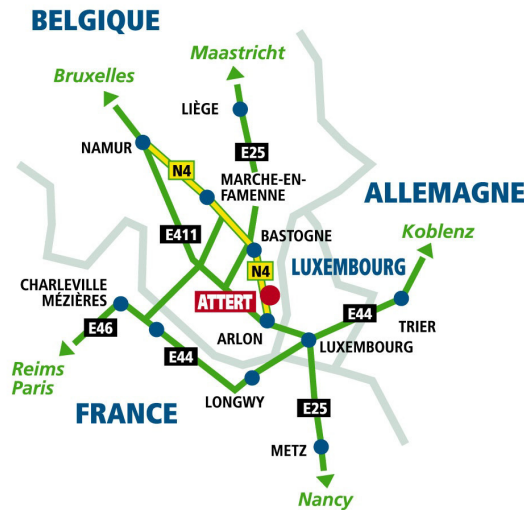 BELGIQUE
Maastricht
Bruxelles
LIÈGE
NAMUR
E25
N4
MARCHE-EN-
FAMENNE
ALLEMAGNE
E411
BASTOGNE
Koblenz
N4
LUXEMBOURG
CHARLEVILLE
MÉZIÈRES
ATTERT
E46
ARLON
E44
TRIER
LUXEMBOURG
Reims
Paris
E44
FRANCE
LONGWY
E25
METZ
Nancy